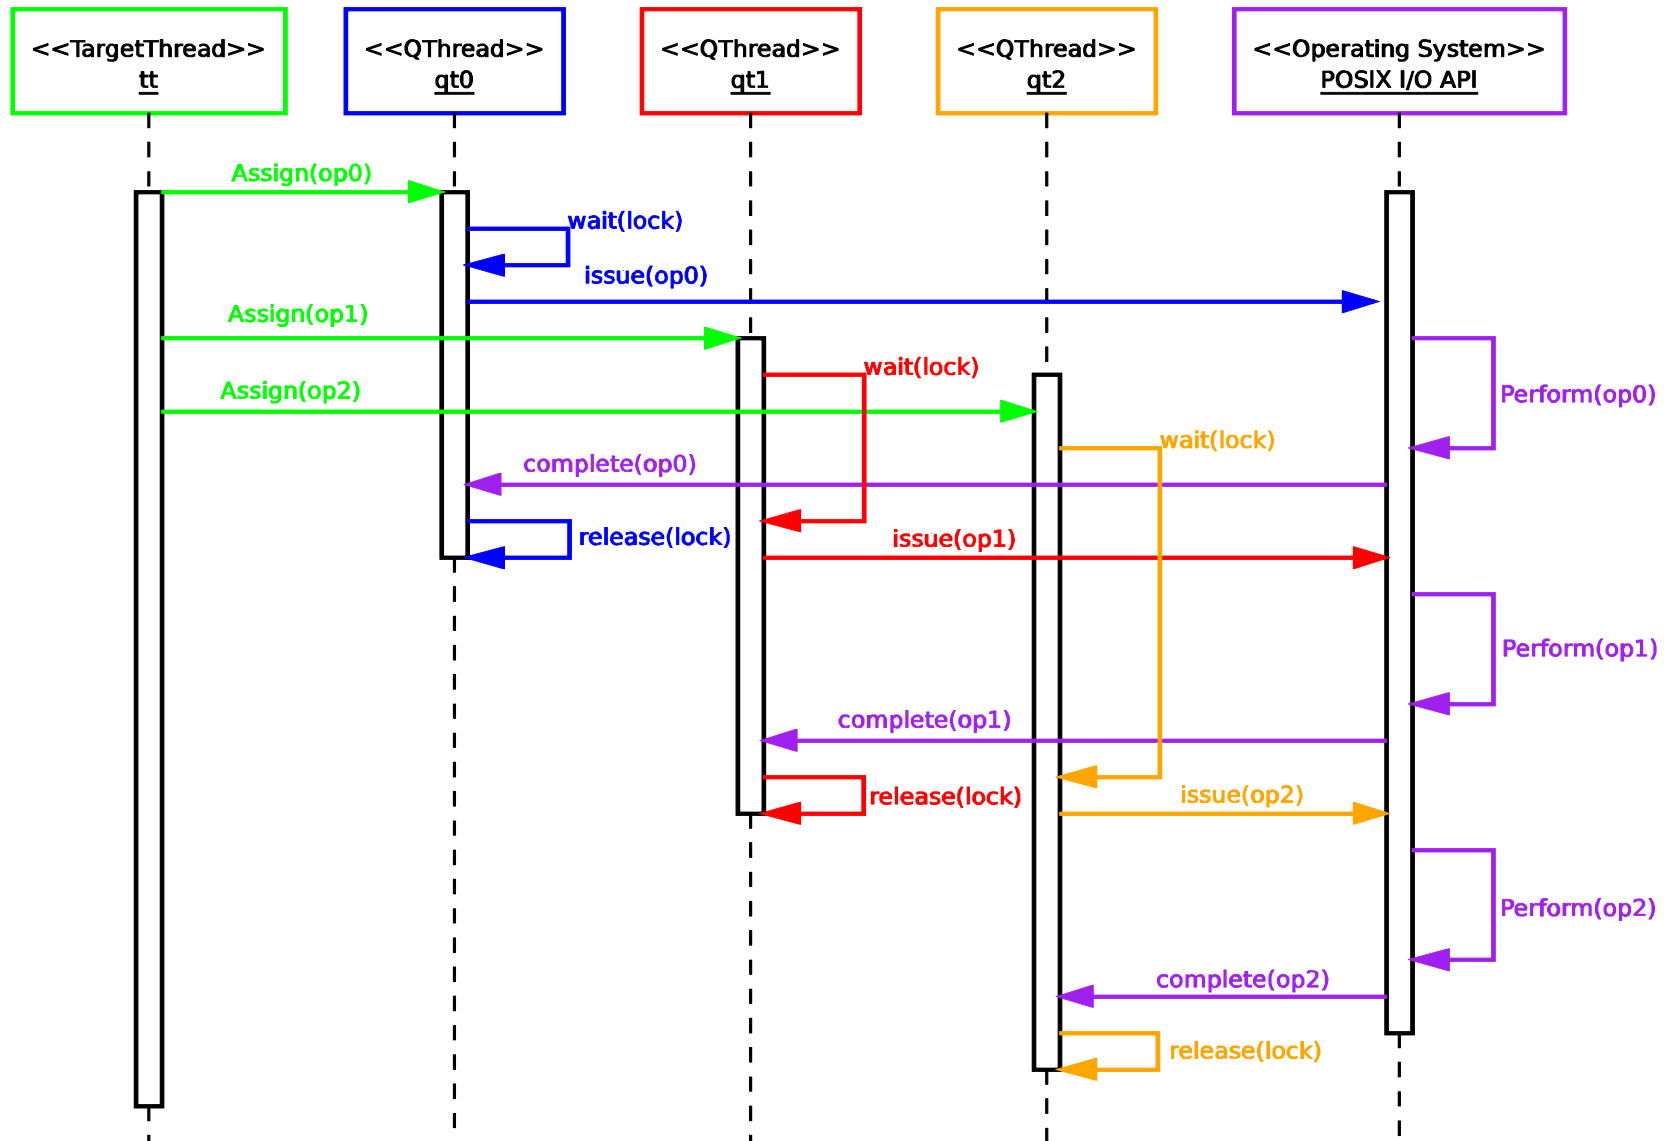 <<TargetThread>>
tt
<<QThread>>
qt0
<<QThread>>
qt1
<<QThread>>
qt2
<<Operating System>>
POSIX I/O API
Assign(op0)
wait(lock)
issue(op0)
Assign(op1)
wait(lock)
Assign(op2)
Perform(op0)
wait(lock)
complete(op0)
release(lock)
issue(op1)
Perform(op1)
complete(op1)
release(lock)
issue(op2)
Perform(op2)
complete(op2)
release(lock)